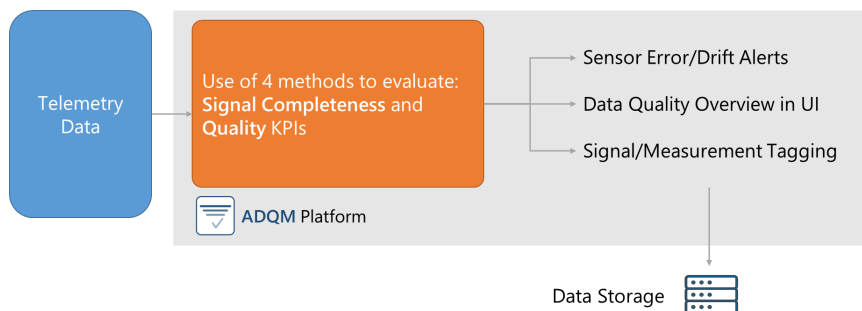 Telemetry
Data
Use of 4 methods to evaluate:
Signal Completeness and
Quality KPIs
Sensor Error/Drift Alerts
Data Quality Overview in UI
Signal/Measurement Tagging
ADQM Platform
Data Storage